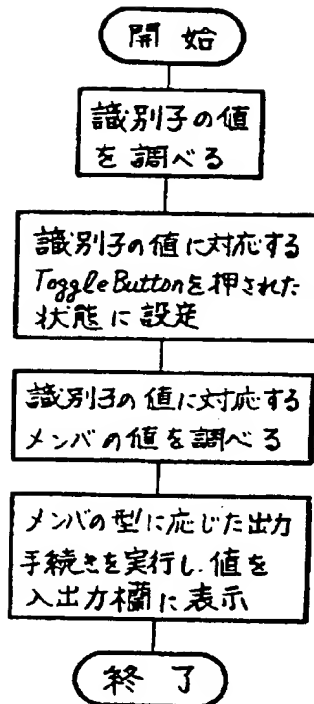 開始
識別子の値
を調べる
識別子の値に対応する
ToggleButtonを押された
状態に設定
識別子の値に対応する
メンバの値を調べる
メンバの型に応じた出力
手続きを実行し、値を
入出力欄に表示
終了